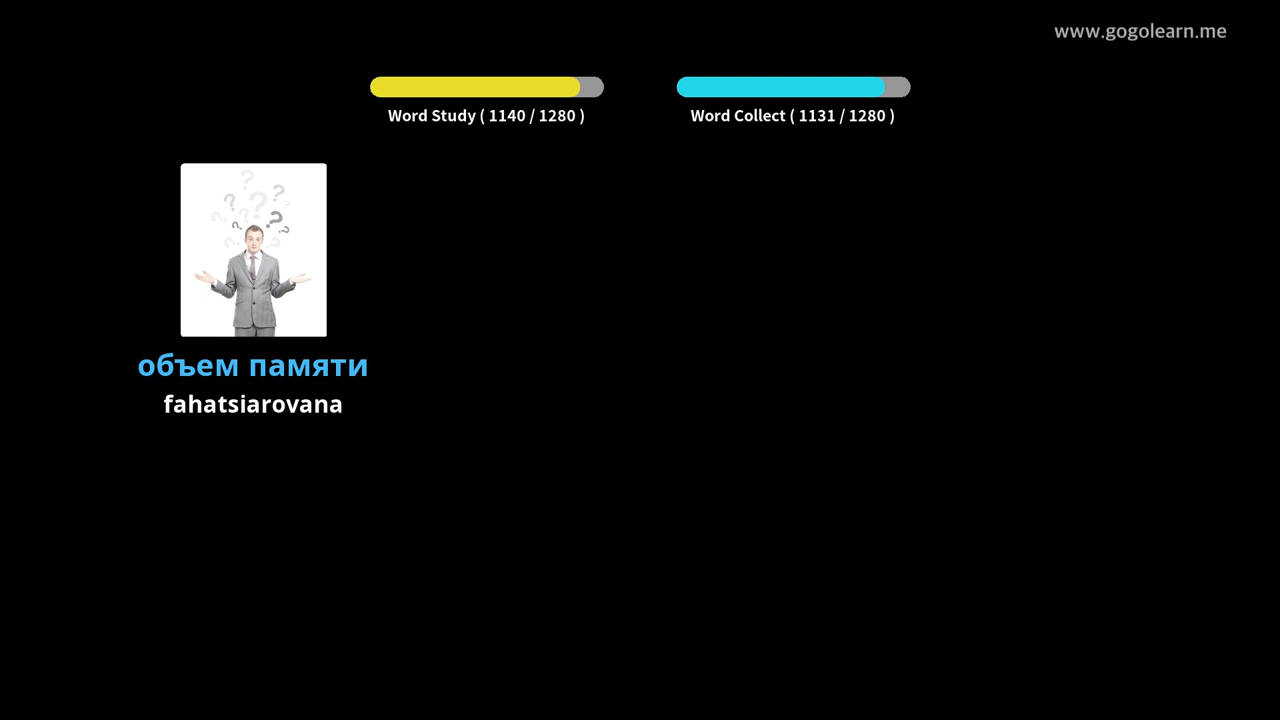 www.gogolearn.me
Word Study ( 1140 / 1280 )
Word Collect ( 1131 / 1280 )
объем памяти
fahatsiarovana